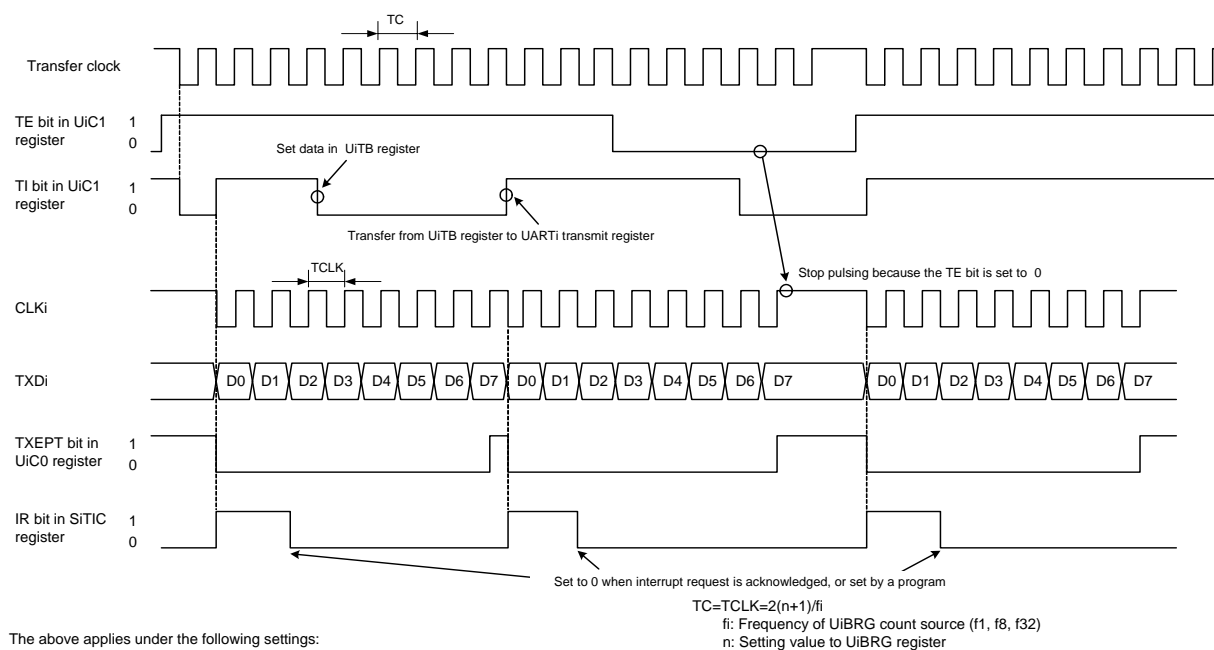 TC
Transfer clock
TE bit in UiC1
register
1
0
Set data in UiTB register
TI bit in UiC1
register
1
0
Transfer from UiTB register to UARTi transmit register
TCLK
Stop pulsing because the TE bit is set to 0
CLKi
TXDi
D0 D1 D2 D3 D4 D5 D6 D7 D0 D1 D2 D3 D4 D5 D6 D7 D0 D1 D2 D3 D4 D5 D6 D7
TXEPT bit in
UiC0 register
1
0
IR bit in SiTIC
register
1
0
Set to 0 when interrupt request is acknowledged, or set by a program
TC=TCLK=2(n+1)/fi
fi: Frequency of UiBRG count source (f1, f8, f32)
n: Setting value to UiBRG register
The above applies under the following settings: